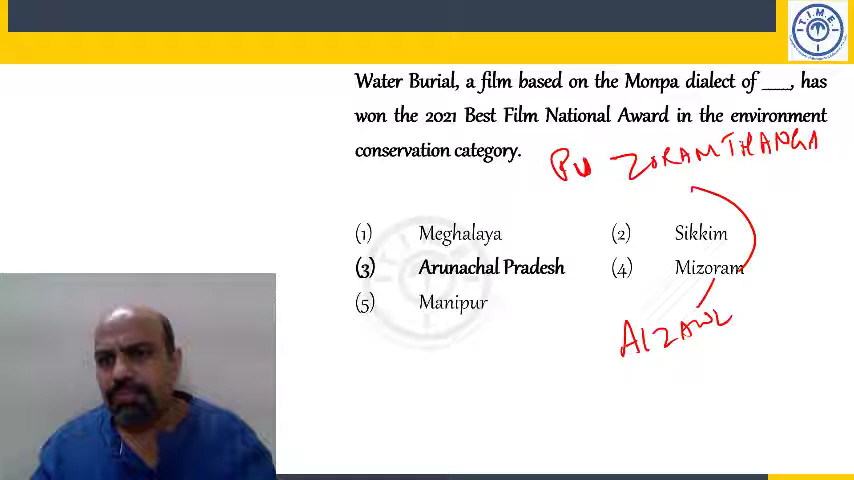 T.I.M.E.
Water Burial, a film based on the Monpa dialect of ____, has
won the 2021 Best Film National Award in the environment
conservation category.
PU ZORAMTHANGA
(1) Meghalaya (2) Sikkim
(3) Arunachal Pradesh (4) Mizoram
(5) Manipur
AIZAWL